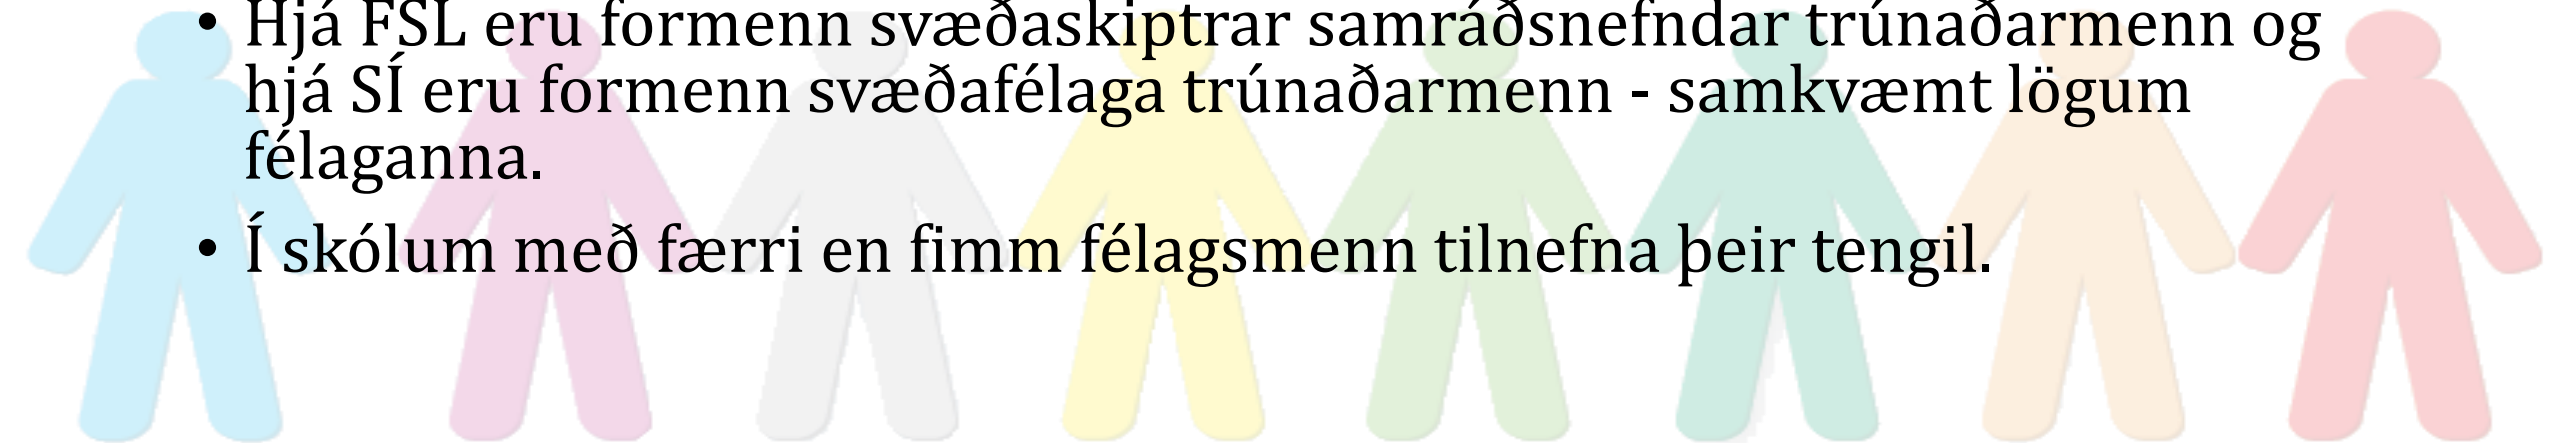 • Hjá FSL eru formenn svæðaskiptrar samráðsnefndar trúnaðarmenn og
hjá SÍ eru formenn svæðafélaga trúnaðarmenn - samkvæmt lögum
félaganna.
• Í skólum með færri en fimm félagsmenn tilnefna þeir tengil.